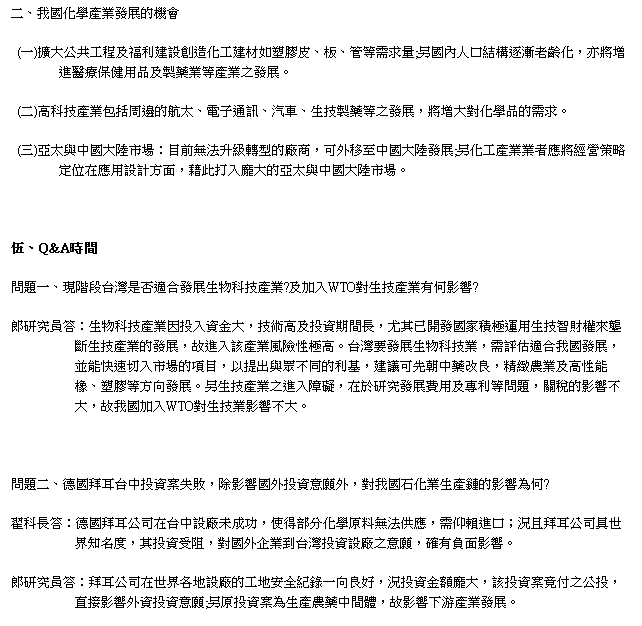 二、我國化學產業發展的機會
(一)擴大公共工程及福利建設創造化工建材如塑膠皮、板、管等需求量;另國內人口結構逐漸老齡化，亦將增
進醫療保健用品及製藥業等產業之發展。
(二)高科技產業包括周邊的航太、電子通訊、汽車、生技製藥等之發展，將增大對化學品的需求。
(三)亞太與中國大陸市場：目前無法升級轉型的廠商，可外移至中國大陸發展;另化工產業業者應將經營策略
定位在應用設計方面，藉此打入龐大的亞太與中國大陸市場。
伍、Q&A時間
問題一、現階段台灣是否適合發展生物科技產業?及加入WTO對生技產業有何影響?
郎研究員答：生物科技產業因投入資金大，技術高及投資期間長，尤其已開發國家積極運用生技智財權來壟
斷生技產業的發展，故進入該產業風險性極高。台灣要發展生物科技業，需評估適合我國發展，
並能快速切入市場的項目，以提出與眾不同的利基，建議可先朝中藥改良，精緻農業及高性能
橡、塑膠等方向發展。另生技產業之進入障礙，在於研究發展費用及專利等問題，關稅的影響不
大，故我國加入WTO對生技業影響不大。
問題二、德國拜耳台中投資案失敗，除影響國外投資意願外，對我國石化業生產鏈的影響為何?
翟科長答：德國拜耳公司在台中設廠未成功，使得部分化學原料無法供應，需仰賴進口；況且拜耳公司具世
界知名度，其投資受阻，對國外企業到台灣投資設廠之意願，確有負面影響。
郎研究員答：拜耳公司在世界各地設廠的工地安全紀錄一向良好，況投資金額龐大，該投資案竟付之公投，
直接影響外資投資意願;另原投資案為生產農藥中間體，故影響下游產業發展。